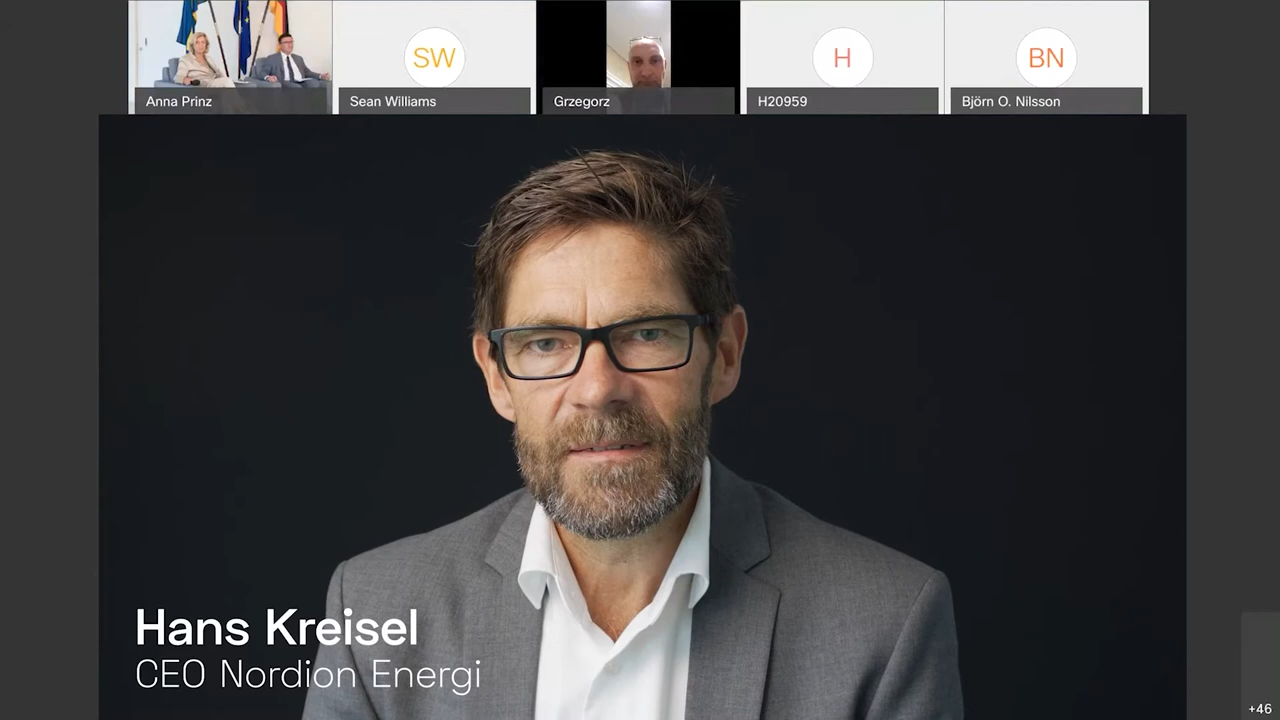 SW
H
BN
Anna Prinz
Sean Williams
Grzegorz
H20959
Björn O. Nilsson
Hans Kreisel
CEO Nordion Energi
+46